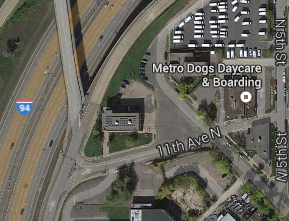 N 5th St
Metro Dogs Daycare
& Boarding
94
11th Ave N
N 5th St